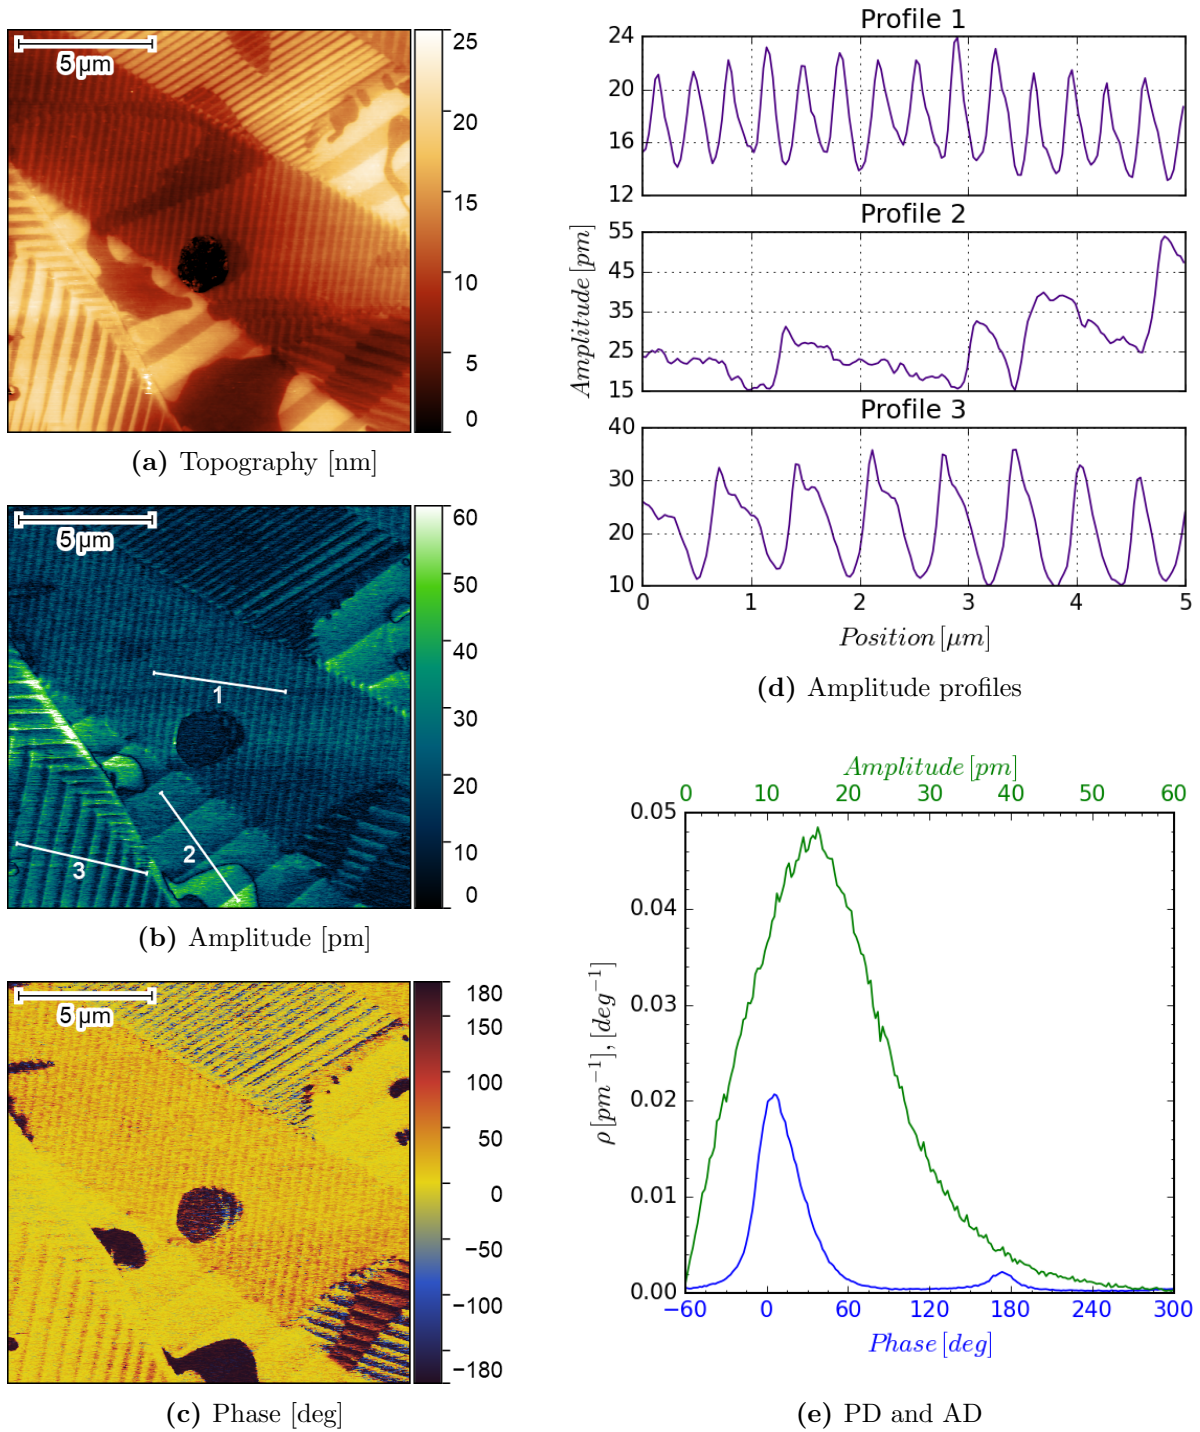 5 µm
25
20
15
10
5
0
(a) Topography [nm]
5 µm
60
50
40
30
20
10
0
1
2
3
(b) Amplitude [pm]
5 µm
180
150
100
50
0
−50
−100
−180
(c) Phase [deg]
Profile 1
24
20
16
12
Profile 2
55
45
35
25
15
Amplitude [pm]
Profile 3
40
30
20
10
0 1 2 3 4 5
Position [µm]
(d) Amplitude profiles
Amplitude [pm]
0 10 20 30 40 50 60
0.05
0.04
0.03
0.02
0.01
0.00
ρ [pm⁻¹], [deg⁻¹]
−60 0 60 120 180 240 300
Phase [deg]
(e) PD and AD